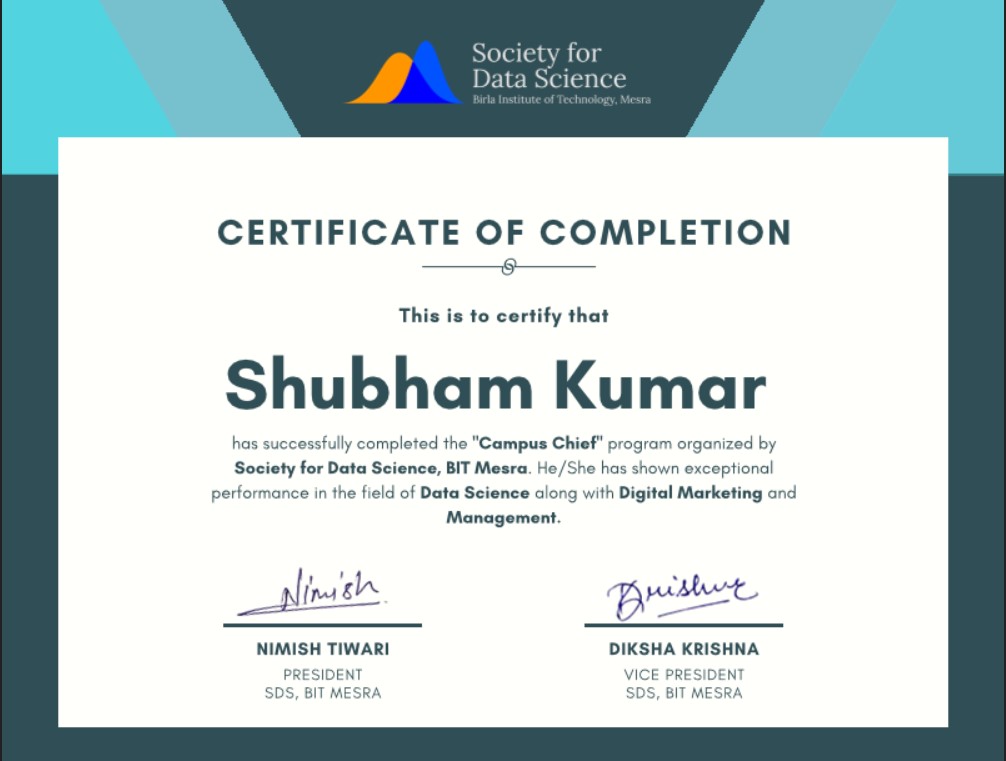 Society for
Data Science
Birla Institute of Technology, Mesra
CERTIFICATE OF COMPLETION
This is to certify that
Shubham Kumar
has successfully completed the "Campus Chief" program organized by
Society for Data Science, BIT Mesra. He/She has shown exceptional
performance in the field of Data Science along with Digital Marketing and
Management.
Nimish
NIMISH TIWARI
PRESIDENT
SDS, BIT MESRA
DIKSHA KRISHNA
VICE PRESIDENT
SDS, BIT MESRA